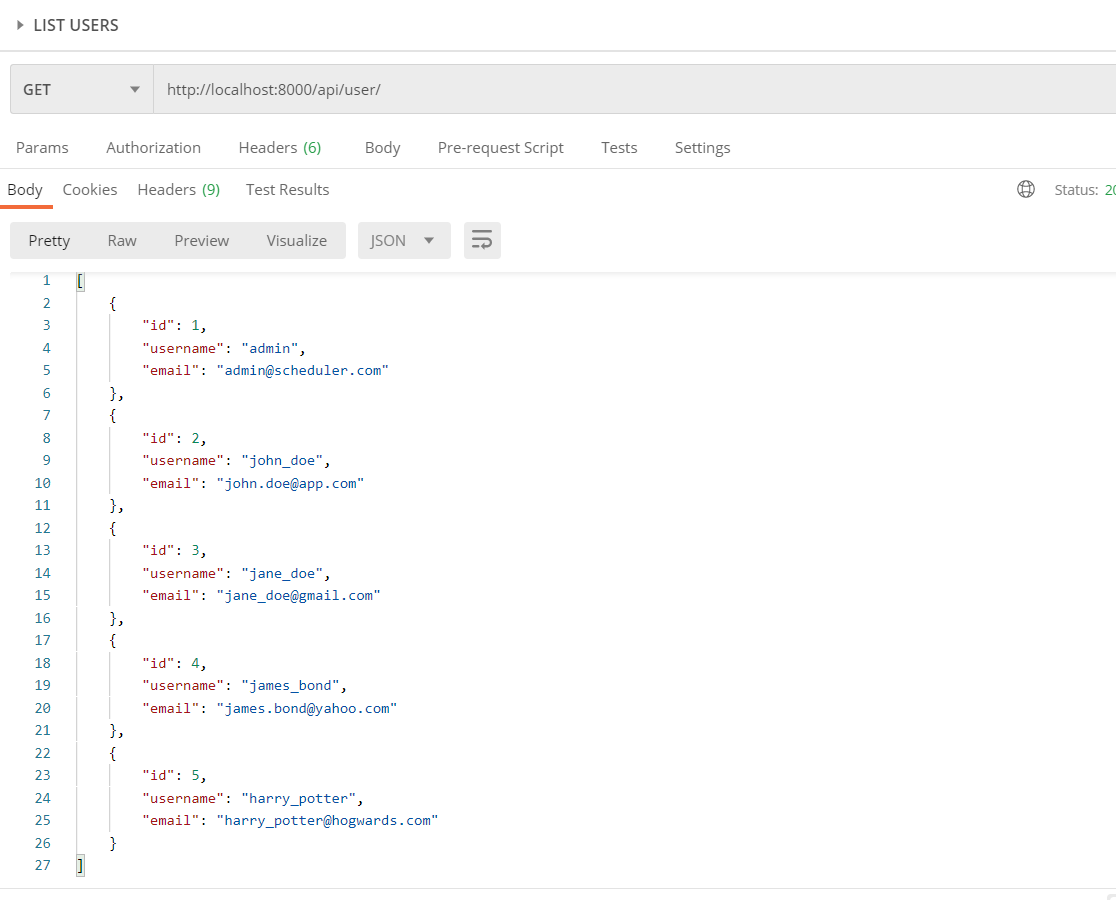 LIST USERS
GET http://localhost:8000/api/user/
Params Authorization Headers (6) Body Pre-request Script Tests Settings
Body Cookies Headers (9) Test Results Status: 20
Pretty Raw Preview Visualize JSON
1 [
2 {
3 "id": 1,
4 "username": "admin",
5 "email": "admin@scheduler.com"
6 },
7 {
8 "id": 2,
9 "username": "john_doe",
10 "email": "john.doe@app.com"
11 },
12 {
13 "id": 3,
14 "username": "jane_doe",
15 "email": "jane_doe@gmail.com"
16 },
17 {
18 "id": 4,
19 "username": "james_bond",
20 "email": "james.bond@yahoo.com"
21 },
22 {
23 "id": 5,
24 "username": "harry_potter",
25 "email": "harry_potter@hogwards.com"
26 }
27 ]